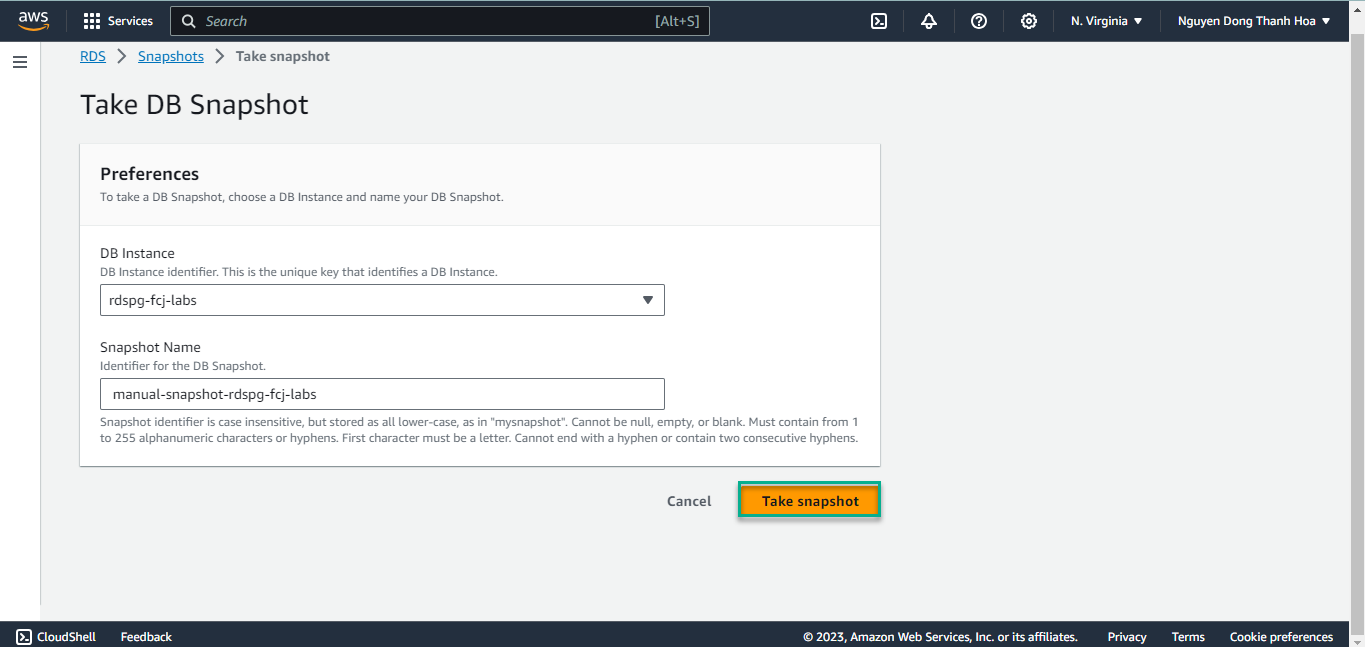 aws Services Search [Alt+S] N. Virginia Nguyen Dong Thanh Hoa
RDS Snapshots Take snapshot
Take DB Snapshot
Preferences
To take a DB Snapshot, choose a DB Instance and name your DB Snapshot.
DB Instance
DB Instance identifier. This is the unique key that identifies a DB Instance.
rdspg-fcj-labs
Snapshot Name
Identifier for the DB Snapshot.
manual-snapshot-rdspg-fcj-labs
Snapshot identifier is case insensitive, but stored as all lower-case, as in "mysnapshot". Cannot be null, empty, or blank. Must contain from 1
to 255 alphanumeric characters or hyphens. First character must be a letter. Cannot end with a hyphen or contain two consecutive hyphens.
Cancel Take snapshot
CloudShell Feedback © 2023, Amazon Web Services, Inc. or its affiliates. Privacy Terms Cookie preferences